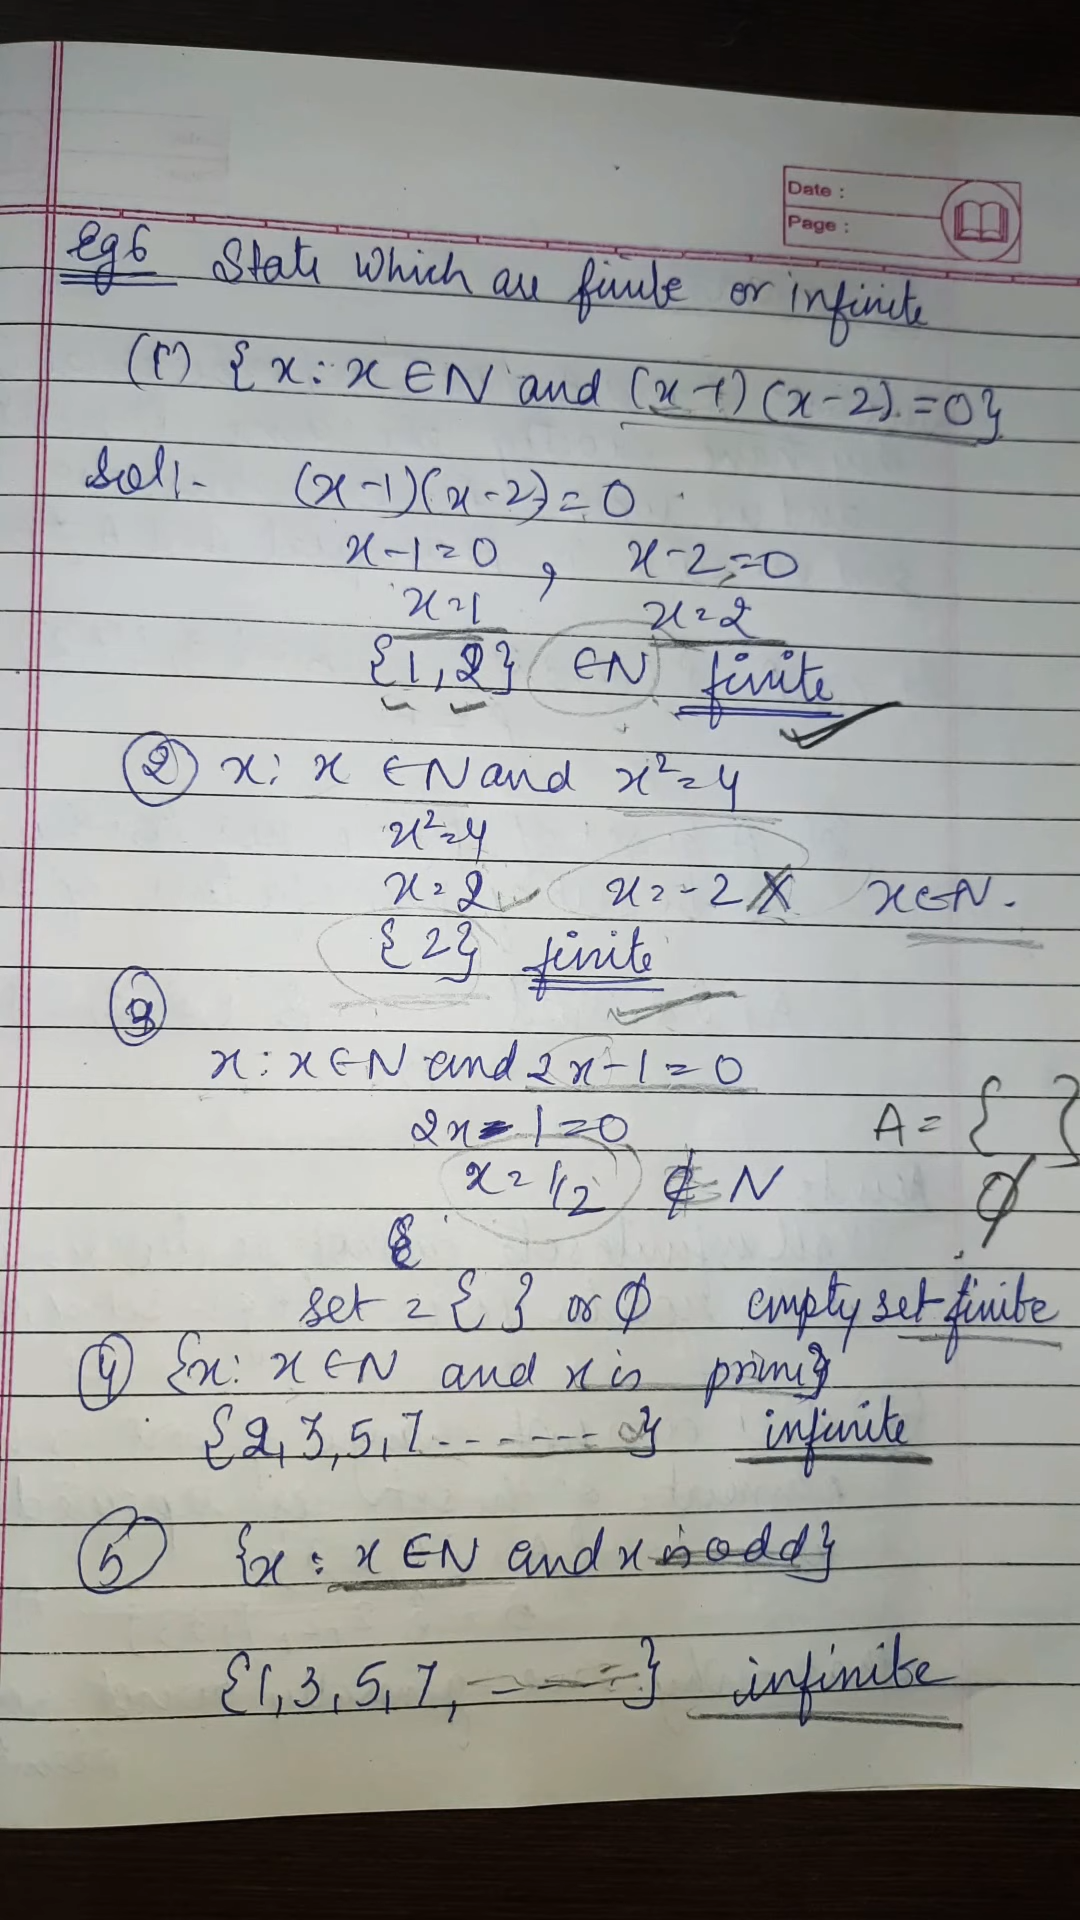 Date :
Page :
Eg 6 State which are finite or infinite
(1) {x : x ∈ N and (x-1) (x-2) = 0}
Sol:- (x-1)(x-2) = 0
x-1=0 , x-2=0
x=1 x=2
{1, 2} ∈N finite
② x: x ∈ N and x²=4
x²=4
x=2 x=-2 x∈N.
{2} finite
③
x : x ∈ N and 2x-1=0
2x-1=0 A = { }
x=1/2 ∉ N ϕ
set = { } or ϕ empty set finite
④ {x: x ∈ N and x is prime}
{2, 3, 5, 7 - - - - - - } infinite
⑤ {x : x ∈ N and x is odd}
{1, 3, 5, 7, - - - - } infinite